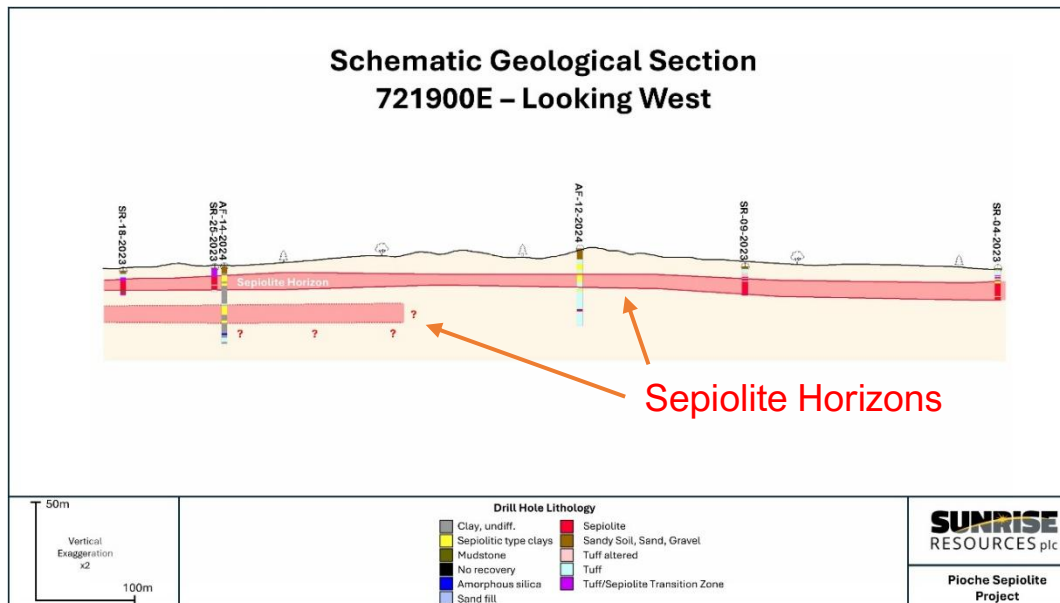 Schematic Geological Section
721900E – Looking West
SR-18-2023
SR-25-2023
AF-14-2024
AF-12-2024
SR-09-2023
SR-04-2023
Sepiolite Horizon
?
? ? ?
Sepiolite Horizons
50m
Vertical
Exaggeration
x2
100m
Drill Hole Lithology
Clay, undiff.
Sepiolitic type clays
Mudstone
No recovery
Amorphous silica
Sand fill
Sepiolite
Sandy Soil, Sand, Gravel
Tuff altered
Tuff
Tuff/Sepiolite Transition Zone
SUNRISE
RESOURCES plc
Pioche Sepiolite
Project